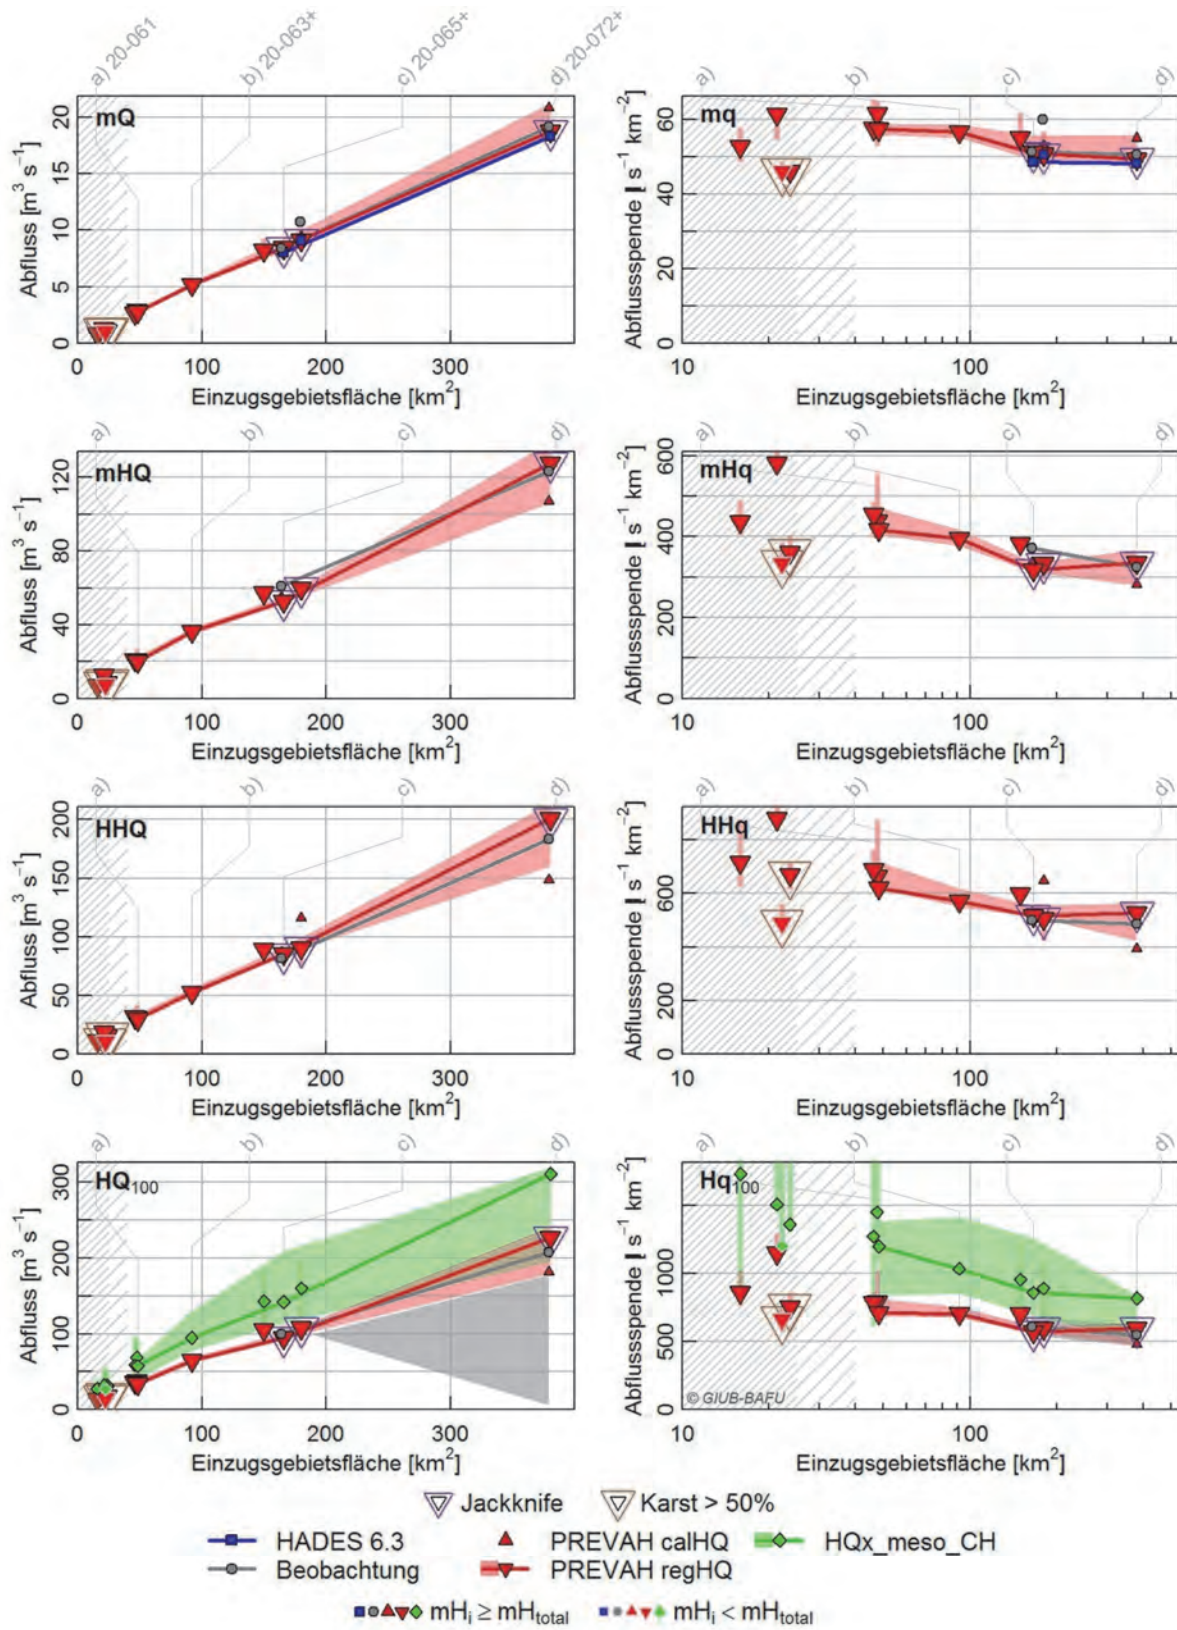 a) 20-061 b) 20-063+ c) 20-065+ d) 20-072+ a) b) c) d)
mQ mq
Abfluss [m³ s⁻¹] Abflussspende [l s⁻¹ km⁻²]
0 5 10 15 20 0 20 40 60
0 100 200 300 10 100
Einzugsgebietsfläche [km²] Einzugsgebietsfläche [km²]
a) b) c) d) a) b) c) d)
mHQ mHq
Abfluss [m³ s⁻¹] Abflussspende [l s⁻¹ km⁻²]
0 40 80 120 0 200 400 600
0 100 200 300 10 100
Einzugsgebietsfläche [km²] Einzugsgebietsfläche [km²]
a) b) c) d) a) b) c) d)
HHQ HHq
Abfluss [m³ s⁻¹] Abflussspende [l s⁻¹ km⁻²]
0 50 100 150 200 0 200 600
0 100 200 300 10 100
Einzugsgebietsfläche [km²] Einzugsgebietsfläche [km²]
a) b) c) d) a) b) c) d)
HQ₁₀₀ Hq₁₀₀
Abfluss [m³ s⁻¹] Abflussspende [l s⁻¹ km⁻²]
0 100 200 300 0 500 1000
© GIUB-BAFU
0 100 200 300 10 100
Einzugsgebietsfläche [km²] Einzugsgebietsfläche [km²]
Jackknife Karst > 50%
HADES 6.3 PREVAH calHQ HQx_meso_CH
Beobachtung PREVAH regHQ
mHᵢ ≥ mH_total mHᵢ < mH_total